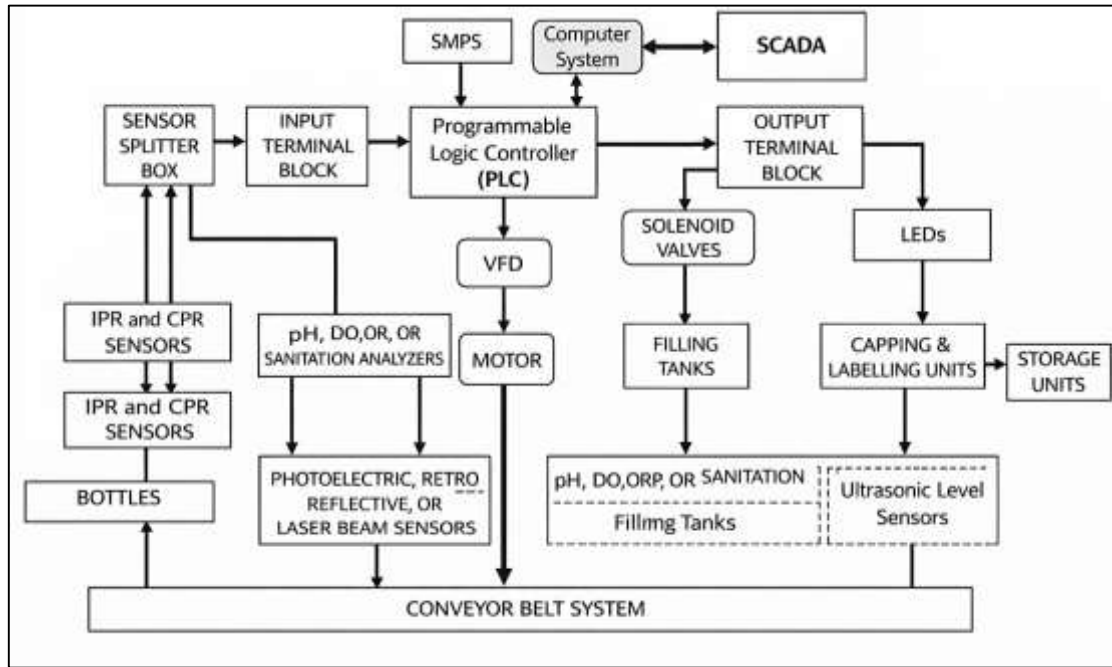 SMPS
Computer
System
SCADA
SENSOR
SPLITTER
BOX
INPUT
TERMINAL
BLOCK
Programmable
Logic Controller
(PLC)
OUTPUT
TERMINAL
BLOCK
SOLENOID
VALVES
LEDs
VFD
IPR and CPR
SENSORS
pH, DO,OR, OR
SANITATION ANALYZERS
MOTOR
FILLING
TANKS
CAPPING &
LABELLING UNITS
STORAGE
UNITS
IPR and CPR
SENSORS
BOTTLES
PHOTOELECTRIC, RETRO
REFLECTIVE, OR
LASER BEAM SENSORS
pH, DO,ORP, OR SANITATION
Fillmg Tanks
Ultrasonic Level
Sensors
CONVEYOR BELT SYSTEM